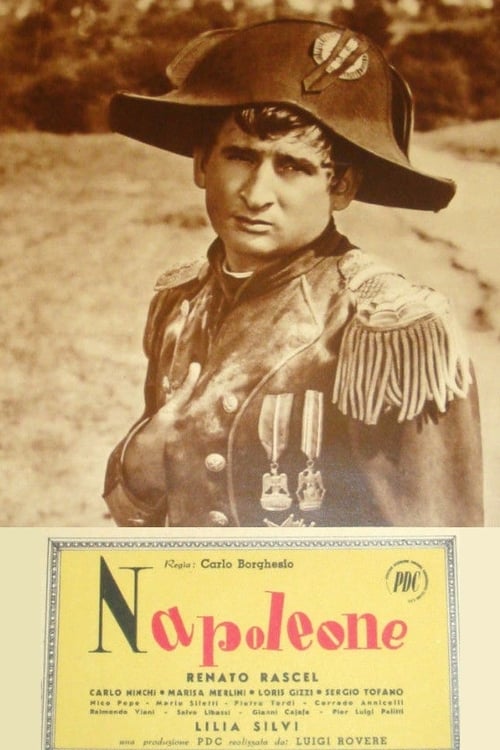 Regia: Carlo Borghesio
PDC
Napoleone
RENATO RASCEL
CARLO NINCHI • MARISA MERLINI • LORIS GIZZI • SERGIO TOFANO
Nico Pepe - Mario Siletti - Pietro Tordi - Corrado Annicelli
Raimondo Viani - Salvo Libassi - Gianni Cajafa - Pier Luigi Pelitti
LILIA SILVI
una produzione PDC realizzata da: LUIGI ROVERE